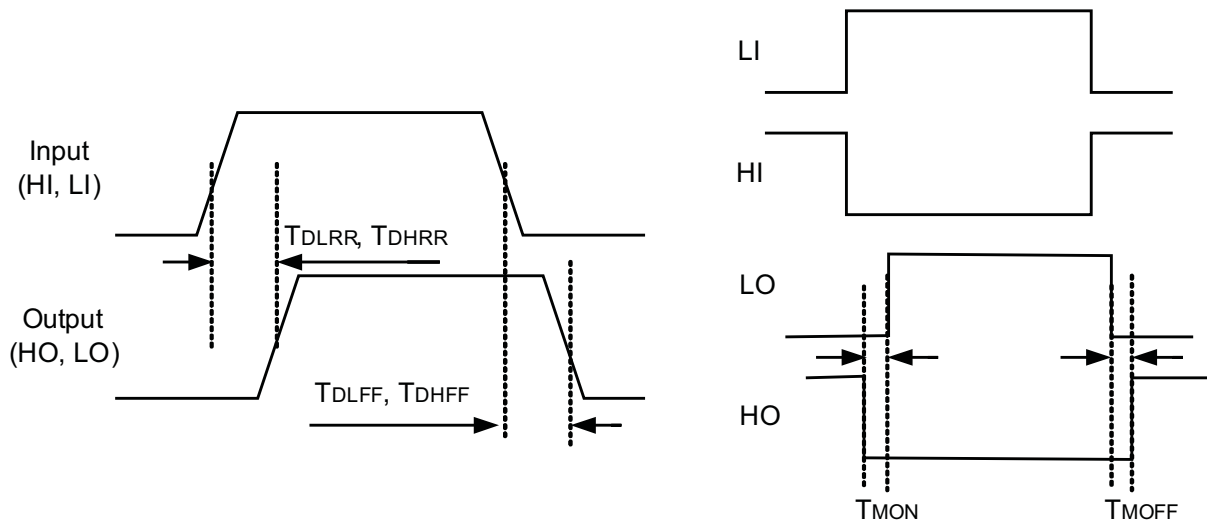 Input
(HI, LI)
TDLRR, TDHRR
Output
(HO, LO)
TDLFF, TDHFF
LI
HI
LO
HO
TMON
TMOFF